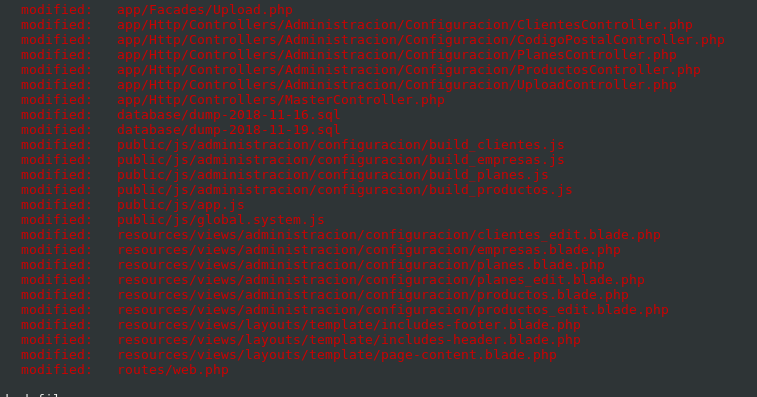 modified: app/Facades/Upload.php
modified: app/Http/Controllers/Administracion/Configuracion/ClientesController.php
modified: app/Http/Controllers/Administracion/Configuracion/CodigoPostalController.php
modified: app/Http/Controllers/Administracion/Configuracion/PlanesController.php
modified: app/Http/Controllers/Administracion/Configuracion/ProductosController.php
modified: app/Http/Controllers/Administracion/Configuracion/UploadController.php
modified: app/Http/Controllers/MasterController.php
modified: database/dump-2018-11-16.sql
modified: database/dump-2018-11-19.sql
modified: public/js/administracion/configuracion/build_clientes.js
modified: public/js/administracion/configuracion/build_empresas.js
modified: public/js/administracion/configuracion/build_planes.js
modified: public/js/administracion/configuracion/build_productos.js
modified: public/js/app.js
modified: public/js/global.system.js
modified: resources/views/administracion/configuracion/clientes_edit.blade.php
modified: resources/views/administracion/configuracion/empresas.blade.php
modified: resources/views/administracion/configuracion/planes.blade.php
modified: resources/views/administracion/configuracion/planes_edit.blade.php
modified: resources/views/administracion/configuracion/productos.blade.php
modified: resources/views/administracion/configuracion/productos_edit.blade.php
modified: resources/views/layouts/template/includes-footer.blade.php
modified: resources/views/layouts/template/includes-header.blade.php
modified: resources/views/layouts/template/page-content.blade.php
modified: routes/web.php